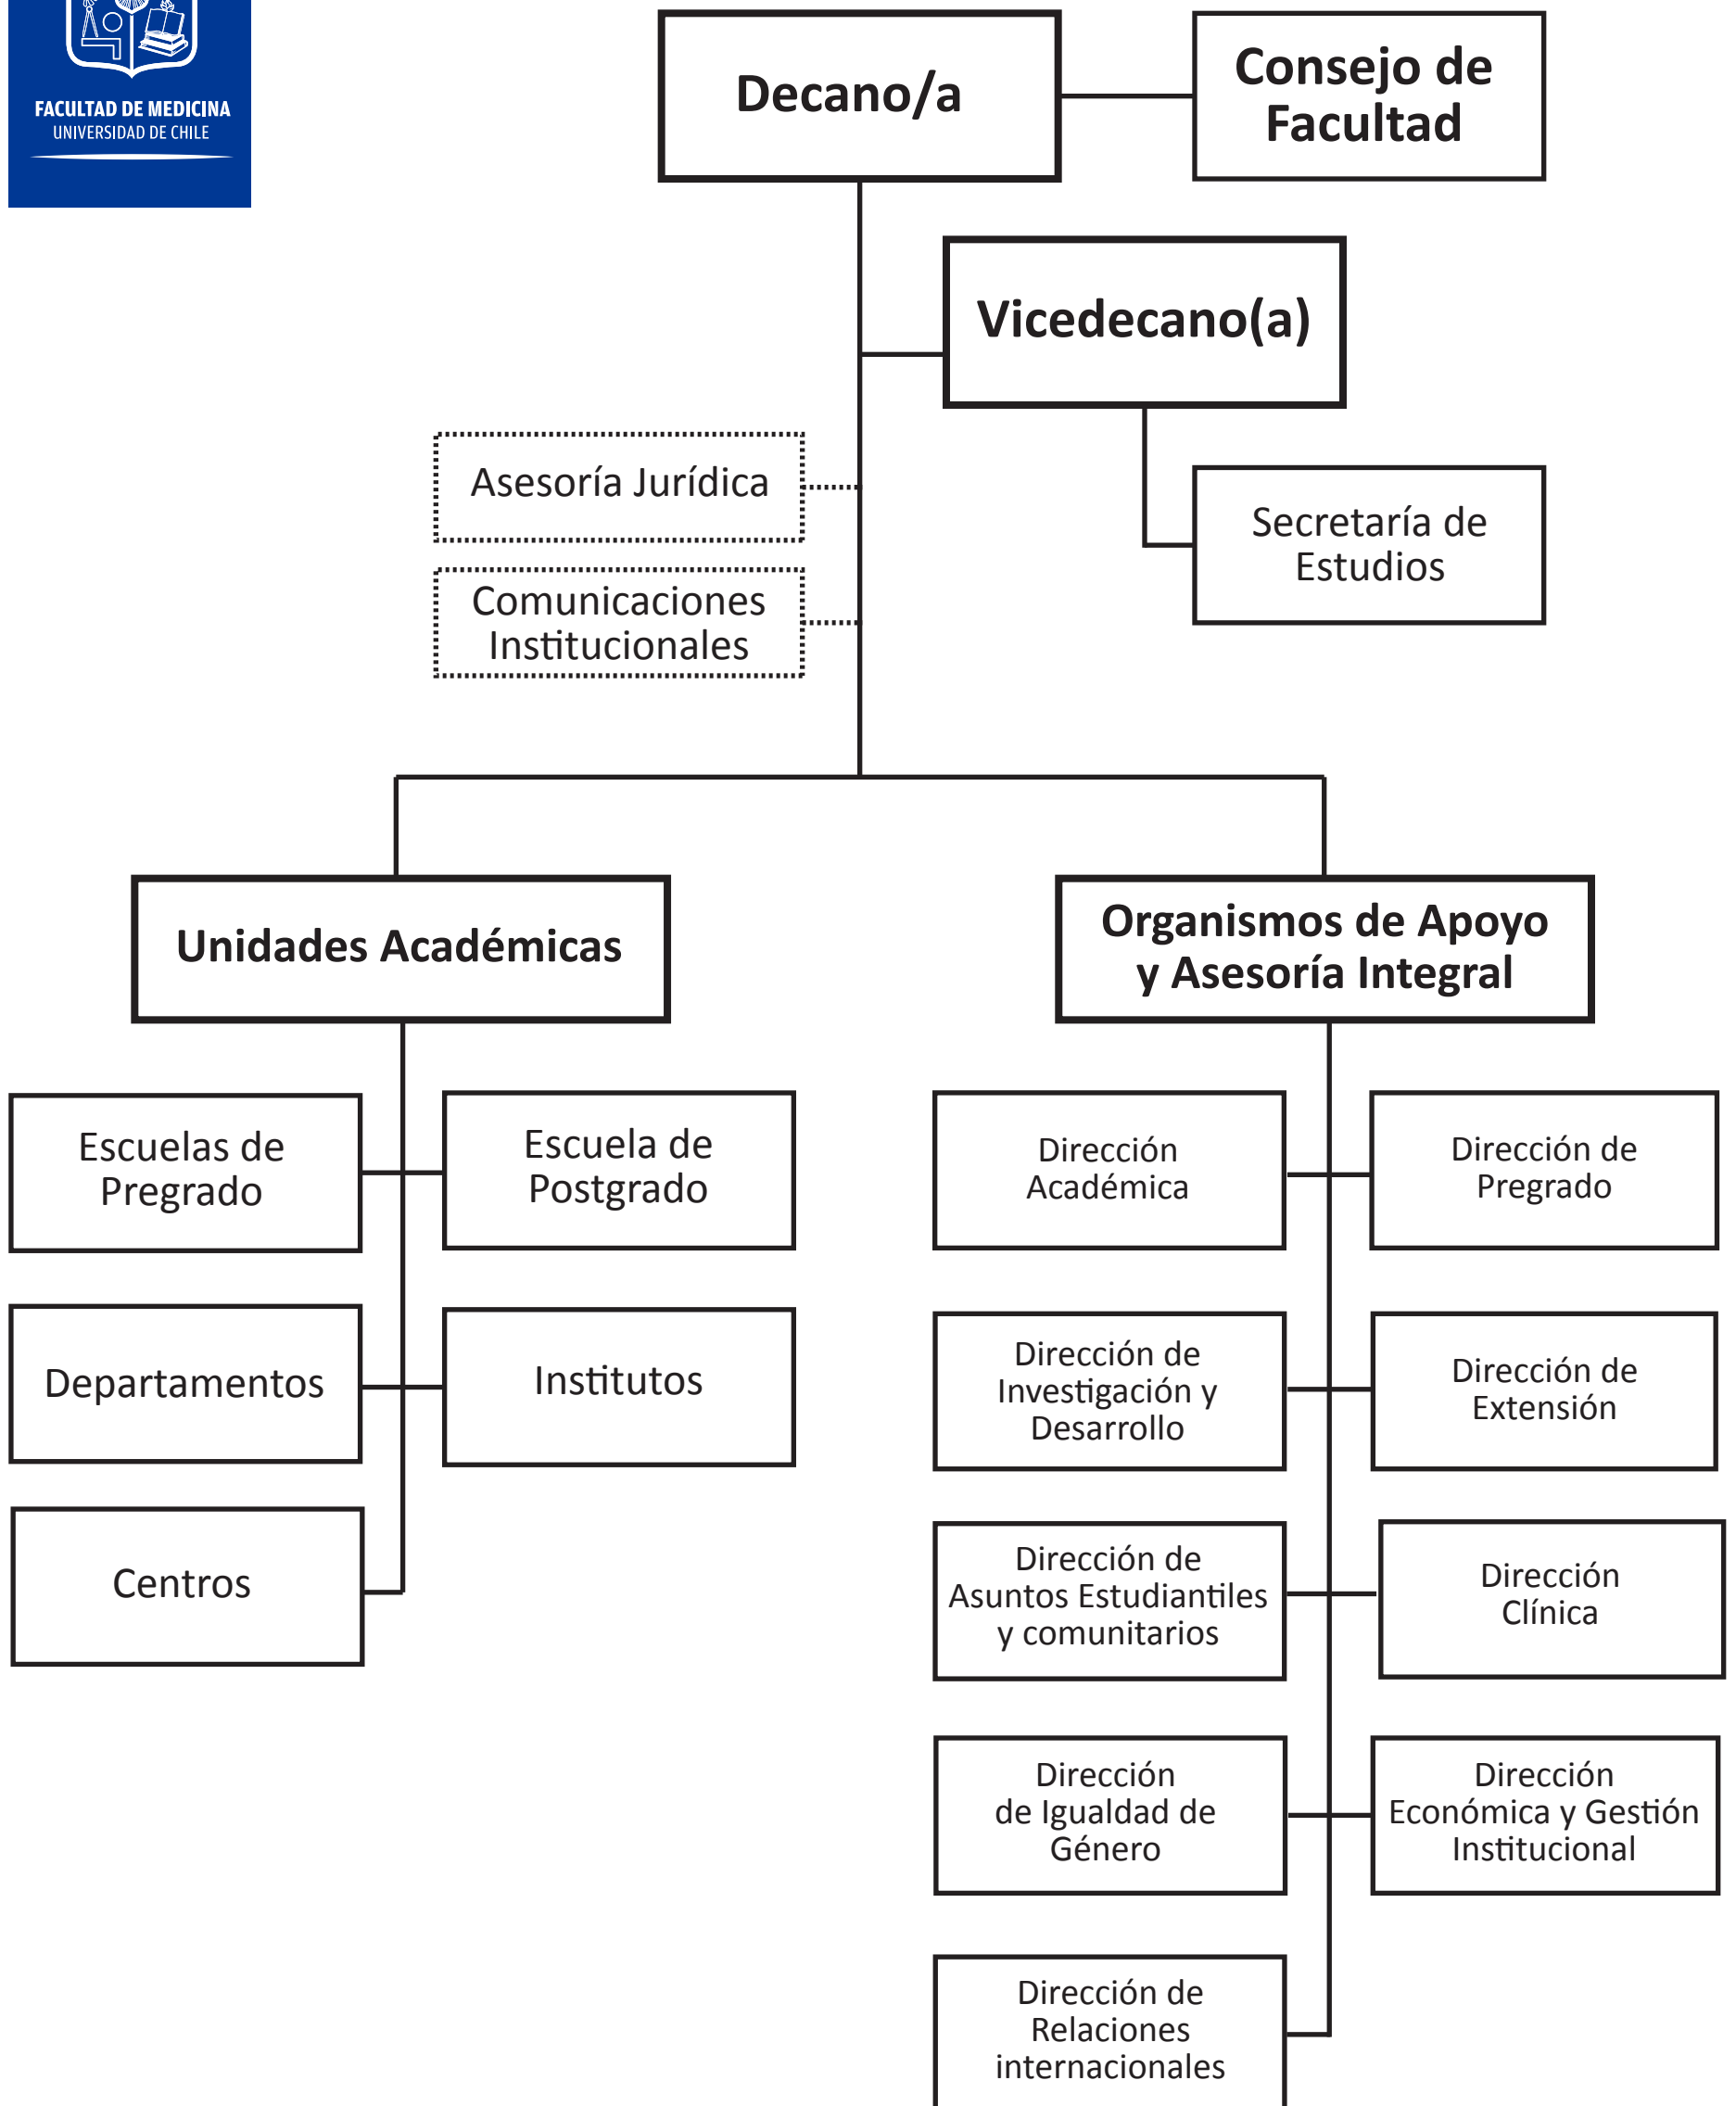 FACULTAD DE MEDICINA
UNIVERSIDAD DE CHILE
Decano/a
Consejo de
Facultad
Vicedecano(a)
Asesoría Jurídica
Secretaría de
Estudios
Comunicaciones
Institucionales
Unidades Académicas
Organismos de Apoyo
y Asesoría Integral
Escuelas de
Pregrado
Escuela de
Postgrado
Departamentos
Institutos
Centros
Dirección
Académica
Dirección de
Pregrado
Dirección de
Investigación y
Desarrollo
Dirección de
Extensión
Dirección de
Asuntos Estudiantiles
y comunitarios
Dirección
Clínica
Dirección
de Igualdad de
Género
Dirección
Económica y Gestión
Institucional
Dirección de
Relaciones
internacionales